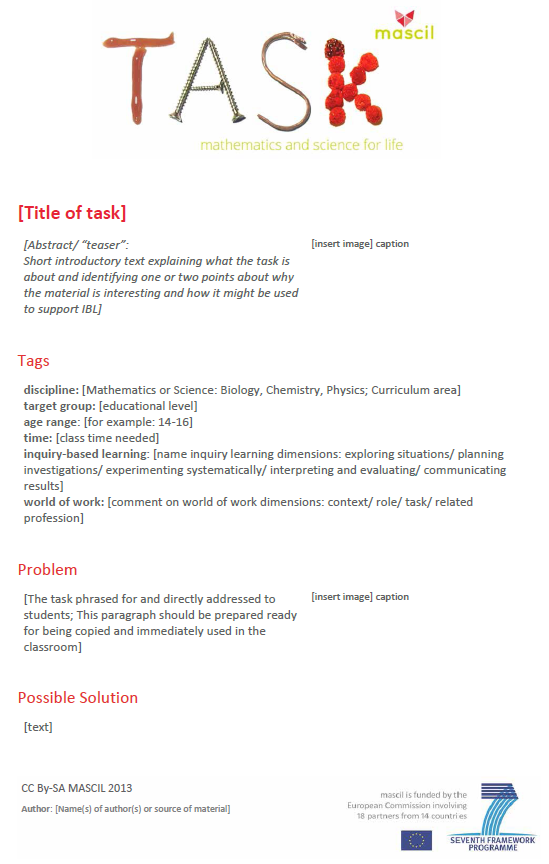 mascil
TASK
mathematics and science for life
[Title of task]
[Abstract/ “teaser”:
Short introductory text explaining what the task is
about and identifying one or two points about why
the material is interesting and how it might be used
to support IBL]
[insert image] caption
Tags
discipline: [Mathematics or Science: Biology, Chemistry, Physics; Curriculum area]
target group: [educational level]
age range: [for example: 14-16]
time: [class time needed]
inquiry-based learning: [name inquiry learning dimensions: exploring situations/ planning
investigations/ experimenting systematically/ interpreting and evaluating/ communicating
results]
world of work: [comment on world of work dimensions: context/ role/ task/ related
profession]
Problem
[The task phrased for and directly addressed to
students; This paragraph should be prepared ready
for being copied and immediately used in the
classroom]
[insert image] caption
Possible Solution
[text]
CC By-SA MASCIL 2013
Author: [Name(s) of author(s) or source of material]
mascil is funded by the
European Commission involving
18 partners from 14 countries
SEVENTH FRAMEWORK
PROGRAMME